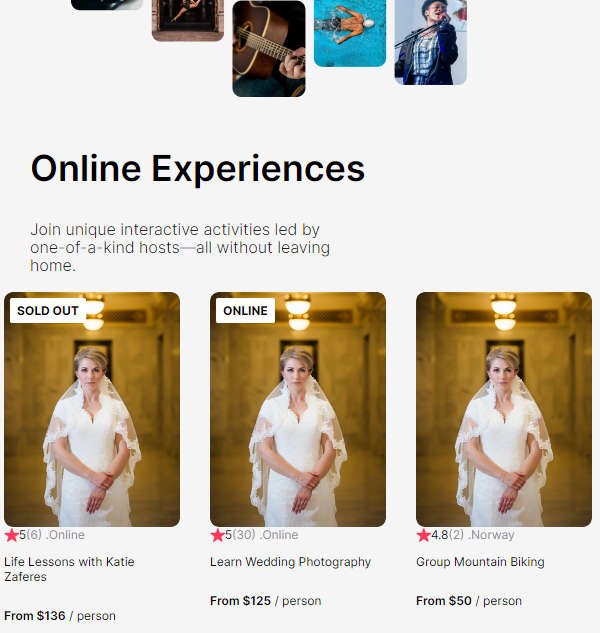 Online Experiences
Join unique interactive activities led by
one-of-a-kind hosts—all without leaving
home.
SOLD OUT
5(6) .Online
Life Lessons with Katie
Zaferes
From $136 / person
ONLINE
5(30) .Online
Learn Wedding Photography
From $125 / person
4.8(2) .Norway
Group Mountain Biking
From $50 / person